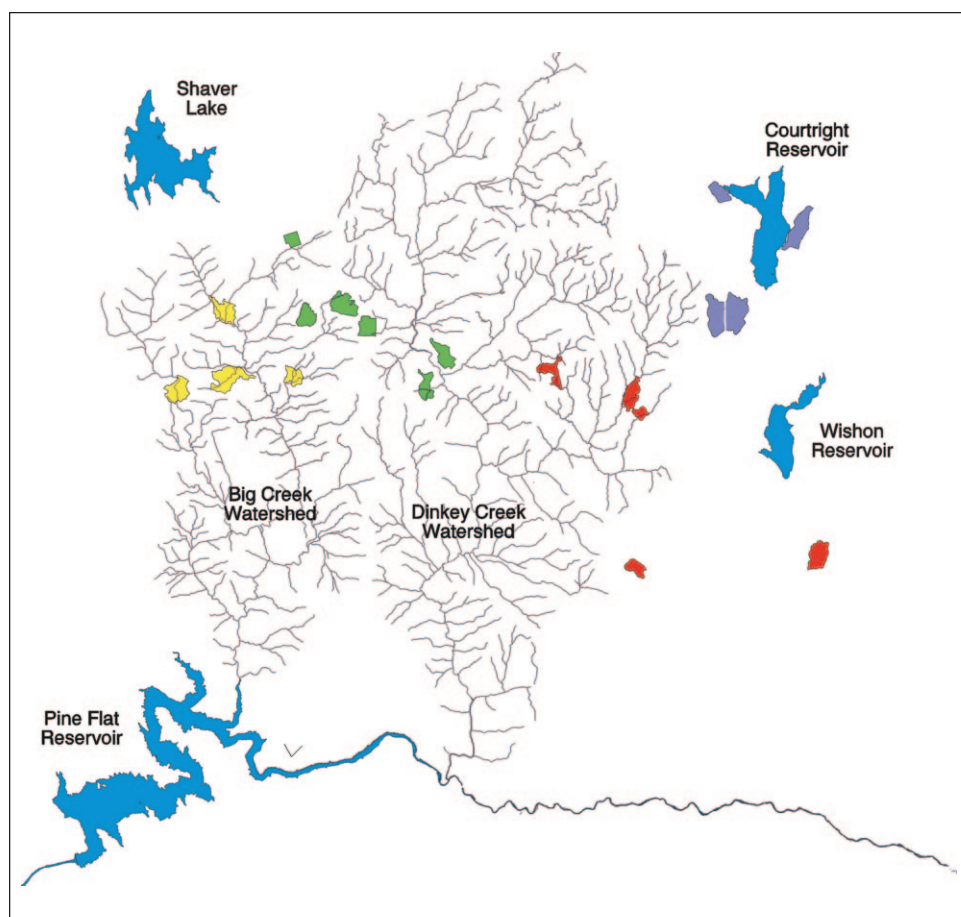 Shaver
Lake
Courtright
Reservoir
Wishon
Reservoir
Big Creek
Watershed
Dinkey Creek
Watershed
Pine Flat
Reservoir